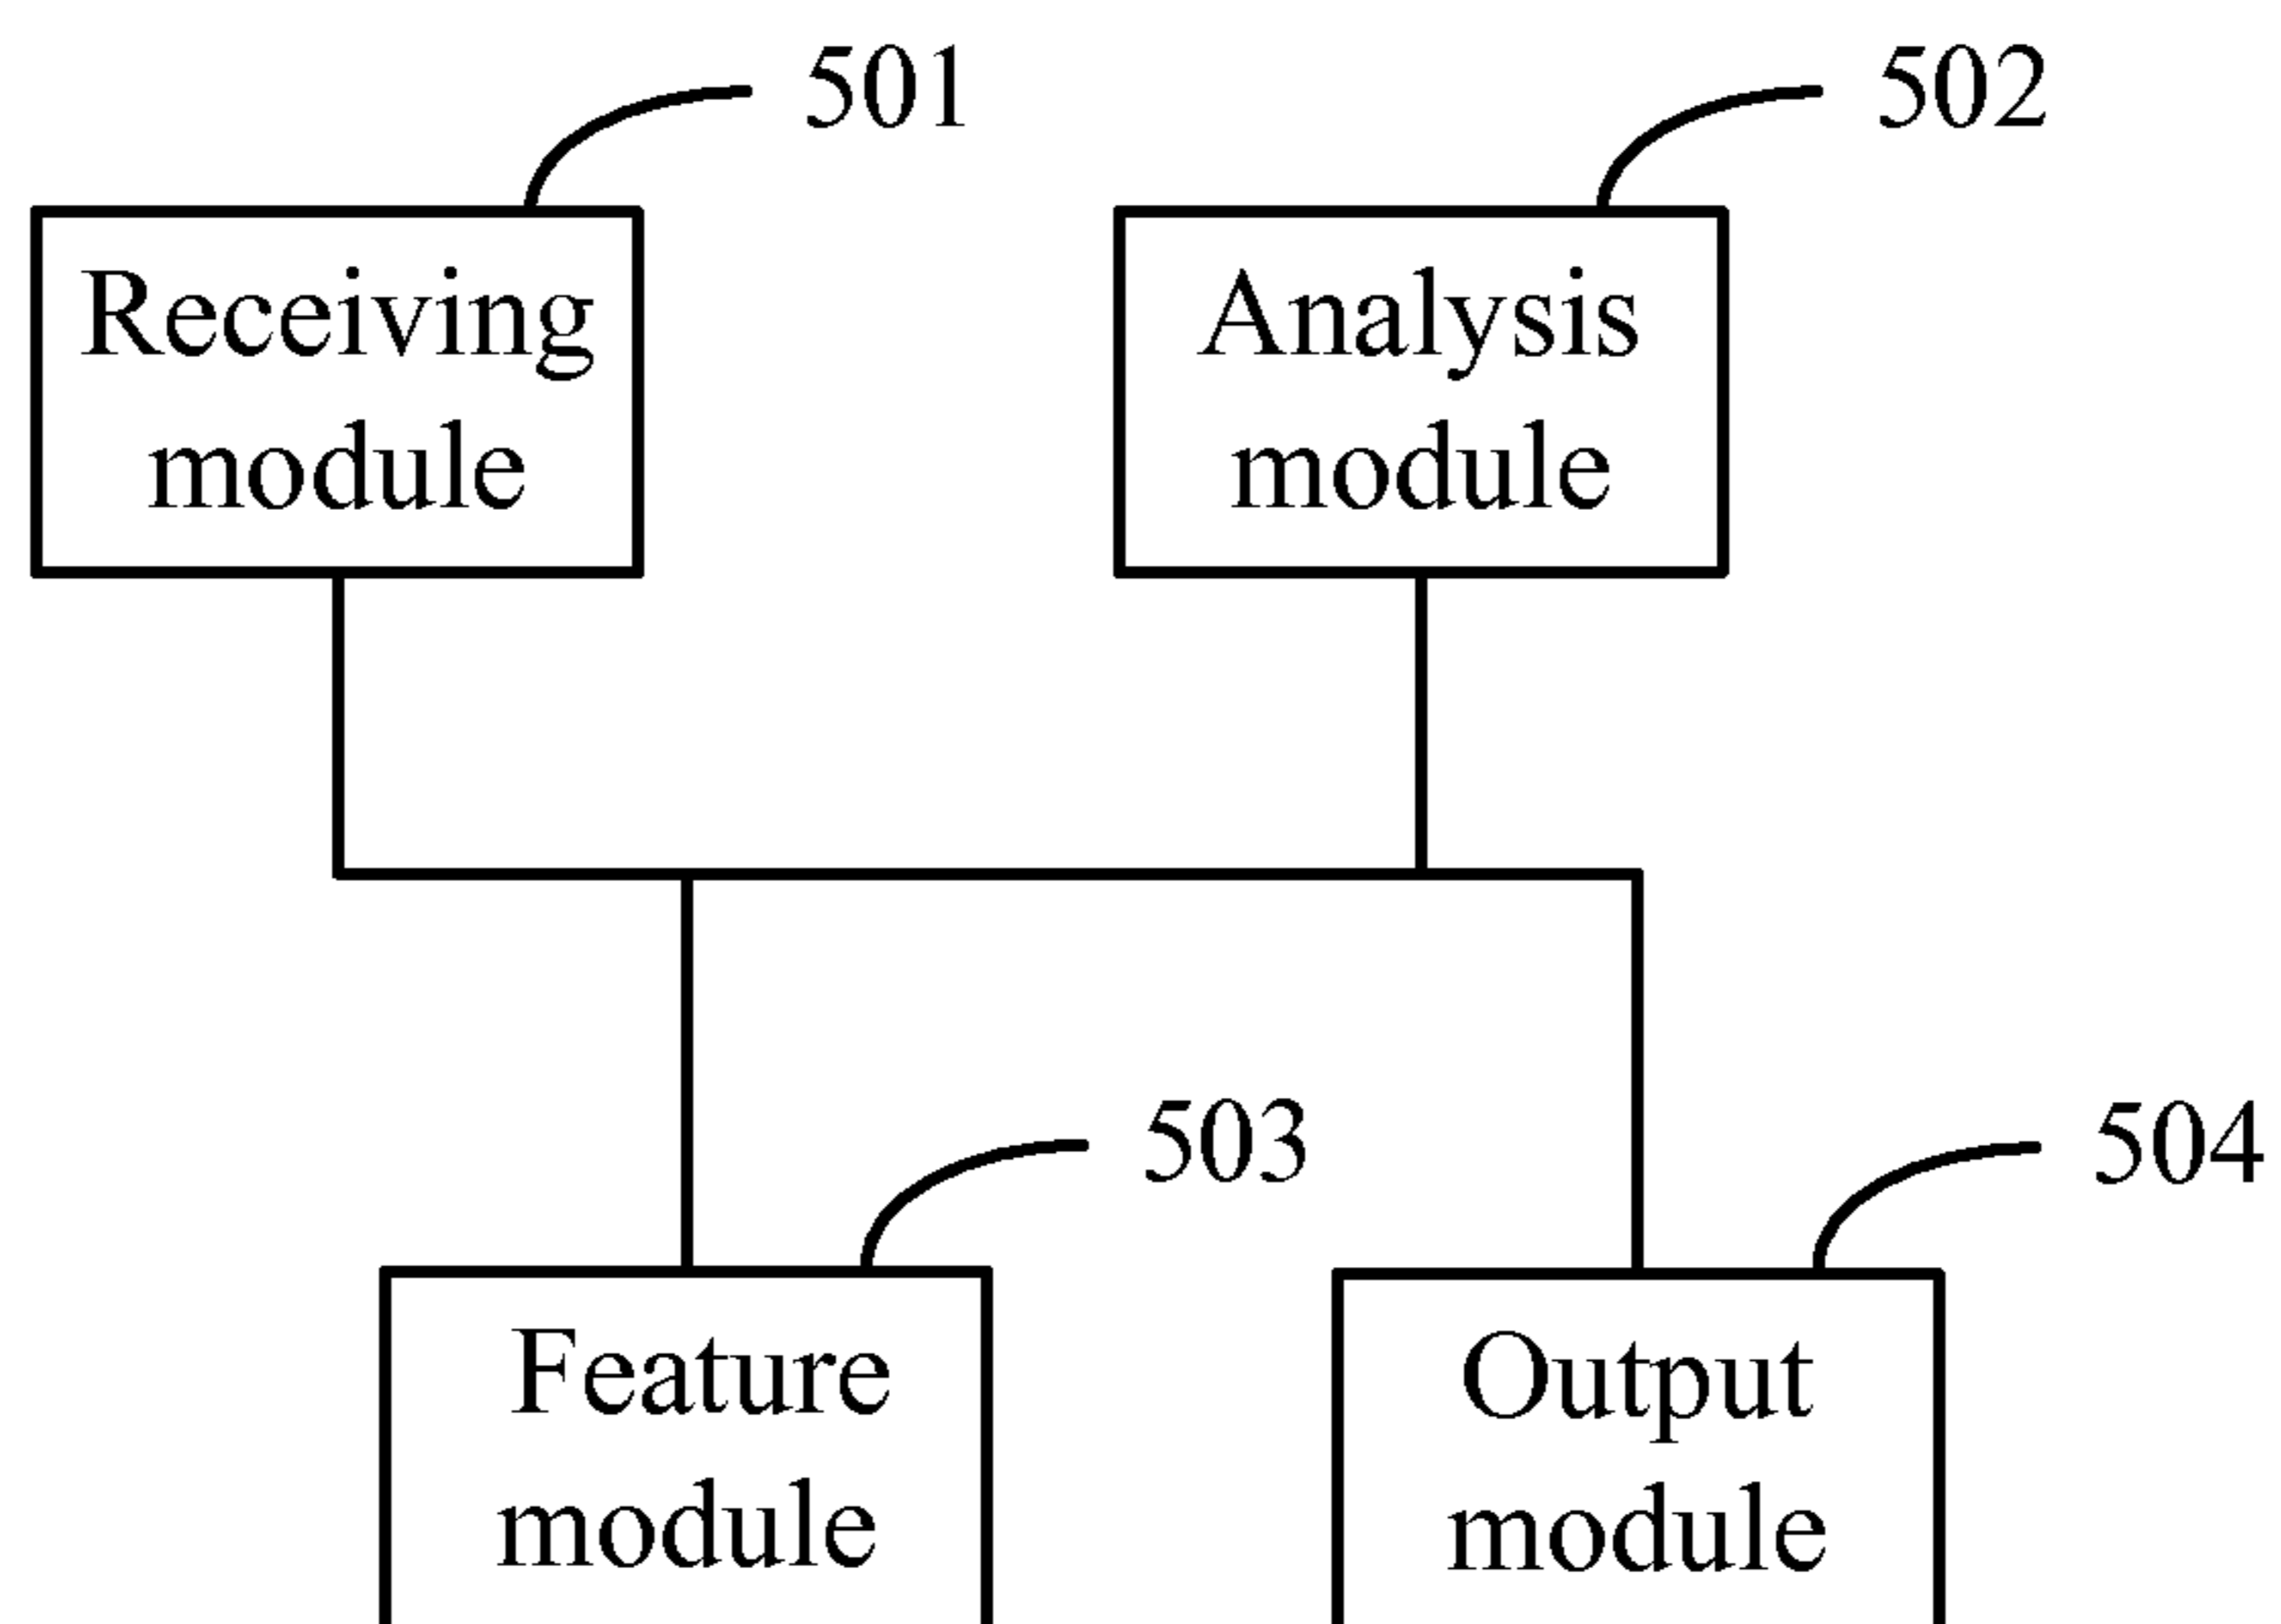 501
502
Receiving
module
Analysis
module
503
504
Feature
module
Output
module